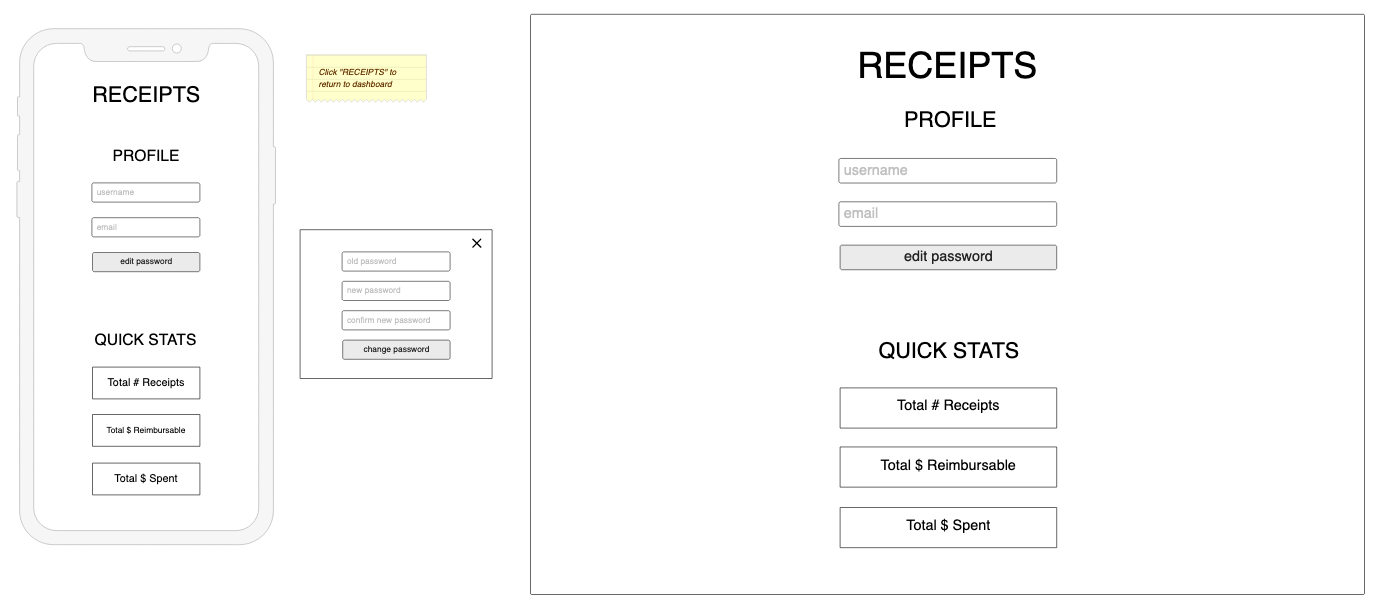 RECEIPTS
PROFILE
username
email
edit password
QUICK STATS
Total # Receipts
Total $ Reimbursable
Total $ Spent
Click "RECEIPTS" to
return to dashboard
old password
new password
confirm new password
change password
RECEIPTS
PROFILE
username
email
edit password
QUICK STATS
Total # Receipts
Total $ Reimbursable
Total $ Spent